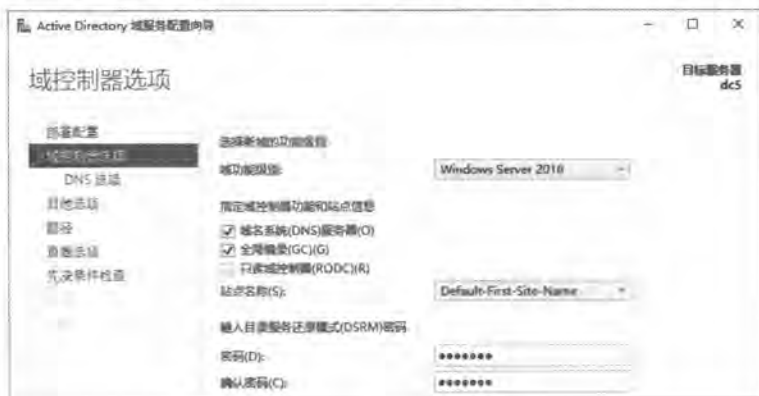 Active Directory 域服务配置向导
域控制器选项
目标服务器
dc5
部署配置
域控制器选项
DNS 选项
其他选项
路径
查看选项
先决条件检查
选择新域的功能级别
域功能级别:
Windows Server 2016
指定域控制器功能和站点信息
域名系统(DNS)服务器(O)
全局编录(GC)(G)
只读域控制器(RODC)(R)
站点名称(S):
Default-First-Site-Name
键入目录服务还原模式(DSRM)密码
密码(D):
●●●●●●●
确认密码(C):
●●●●●●●